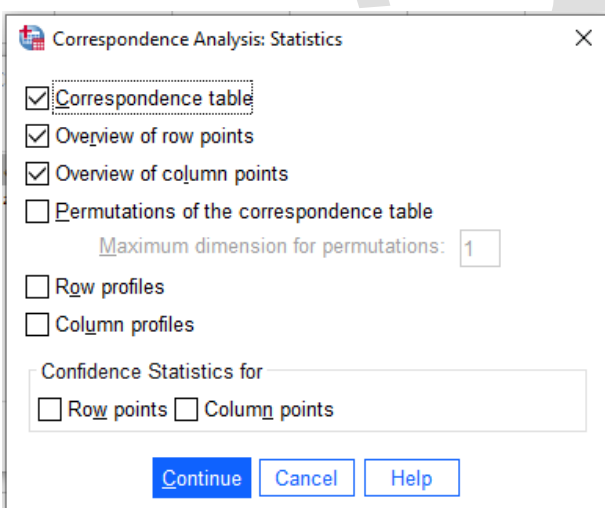 Correspondence Analysis: Statistics
Correspondence table
Overview of row points
Overview of column points
Permutations of the correspondence table
Maximum dimension for permutations: 1
Row profiles
Column profiles
Confidence Statistics for
Row points Column points
Continue Cancel Help